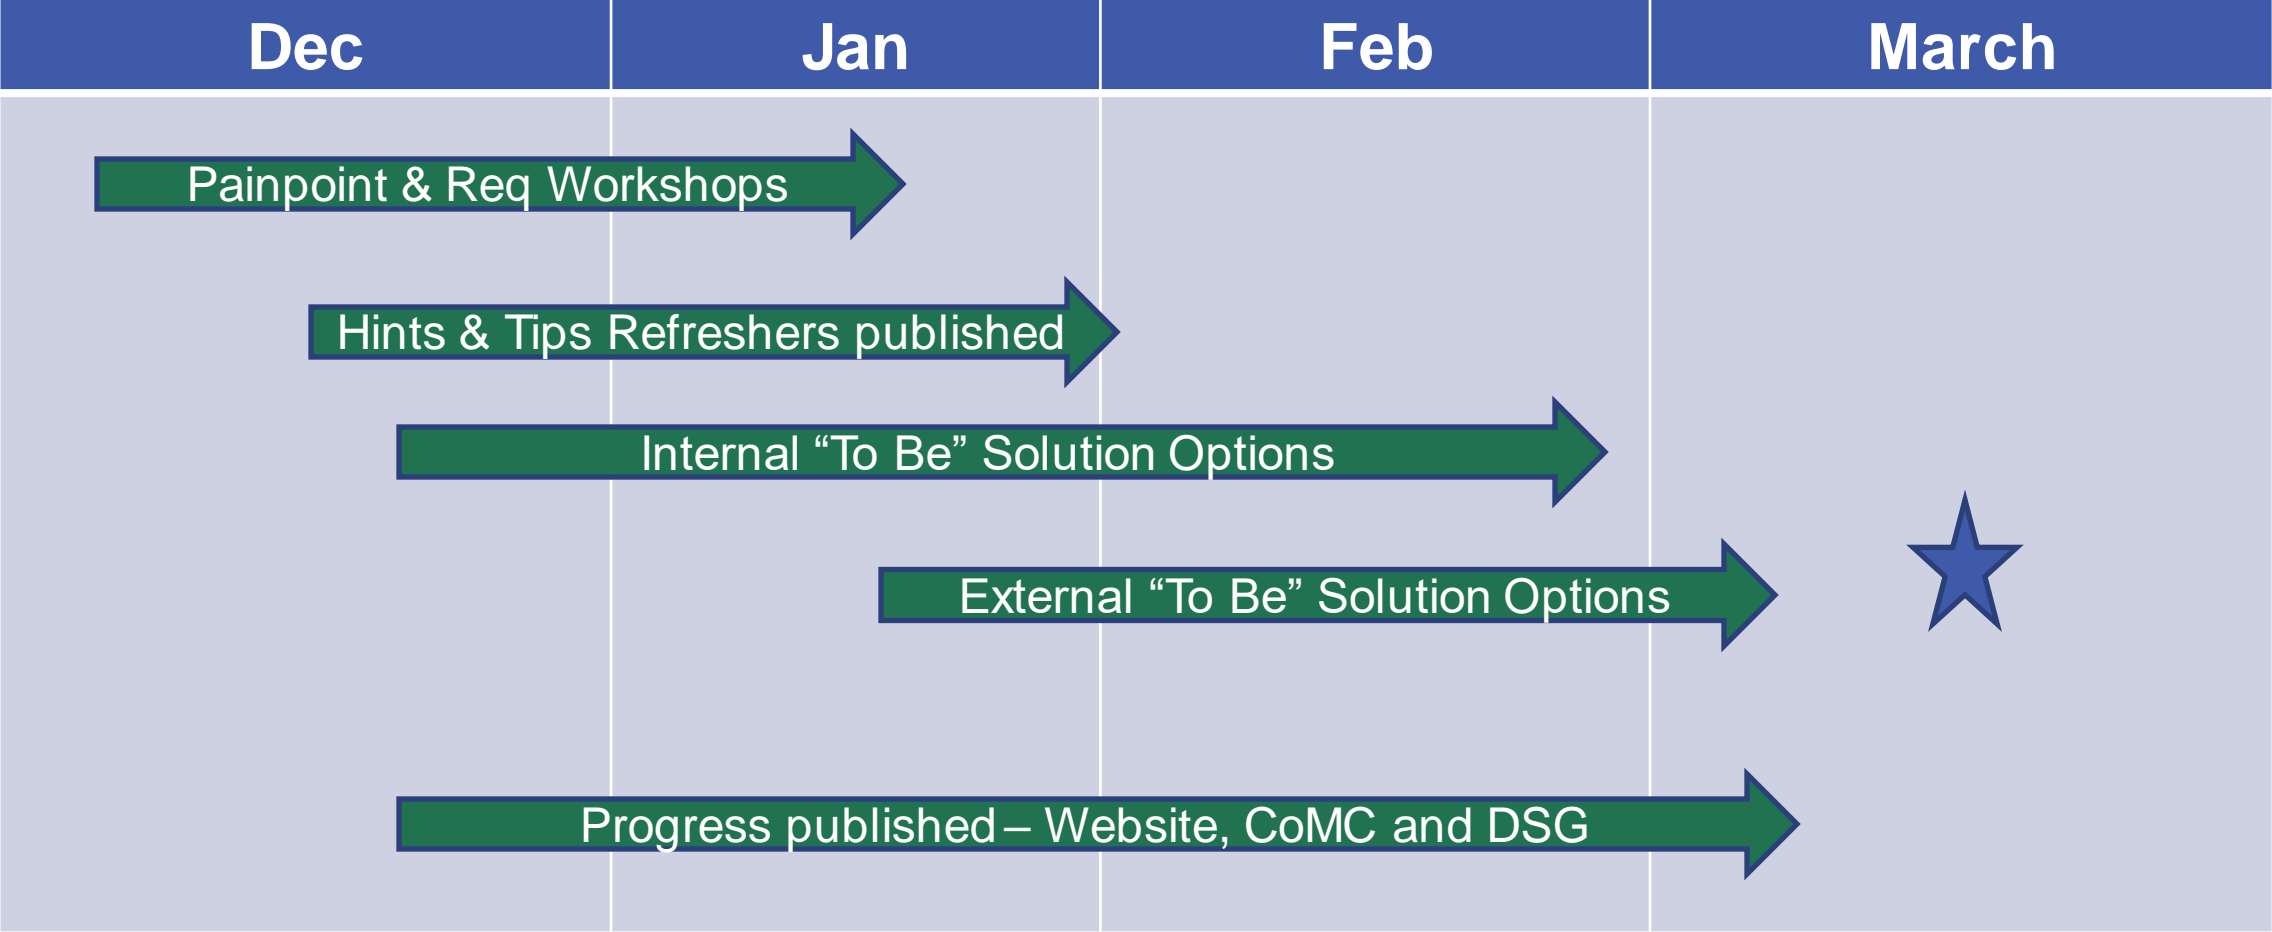 Dec Jan Feb March
Painpoint & Req Workshops
Hints & Tips Refreshers published
Internal “To Be” Solution Options
External “To Be” Solution Options
Progress published – Website, CoMC and DSG